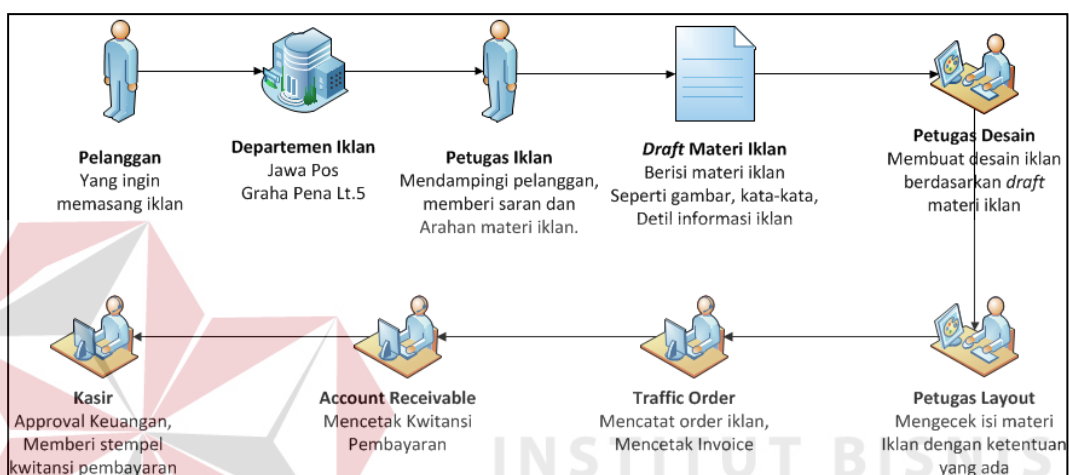 Pelanggan
Yang ingin
memasang iklan
Departemen Iklan
Jawa Pos
Graha Pena Lt.5
Petugas Iklan
Mendampingi pelanggan,
memberi saran dan
Arahan materi iklan.
Draft Materi Iklan
Berisi materi iklan
Seperti gambar, kata-kata,
Detil informasi iklan
Petugas Desain
Membuat desain iklan
berdasarkan draft
materi iklan
Kasir
Approval Keuangan,
Memberi stempel
kwitansi pembayaran
Account Receivable
Mencetak Kwitansi
Pembayaran
Traffic Order
Mencatat order iklan,
Mencetak Invoice
Petugas Layout
Mengecek isi materi
Iklan dengan ketentuan
yang ada
INSTITUT BISNIS